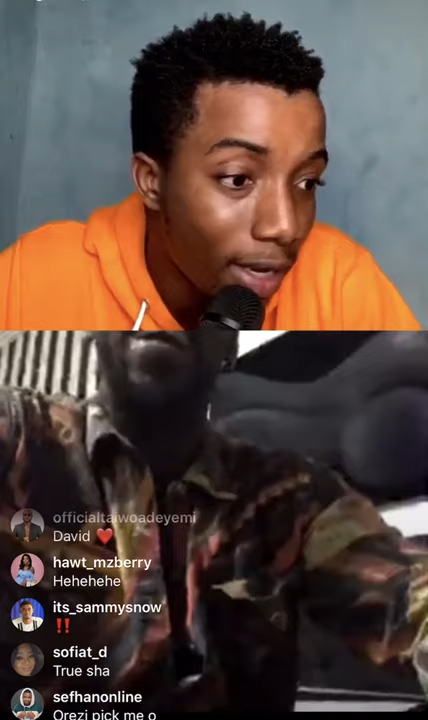 officialtaiwoadeyemi
David ❤️
hawt_mzberry
Hehehehe
its_sammysnow
‼️
sofiat_d
True sha
sefhanonline
Orezi pick me o